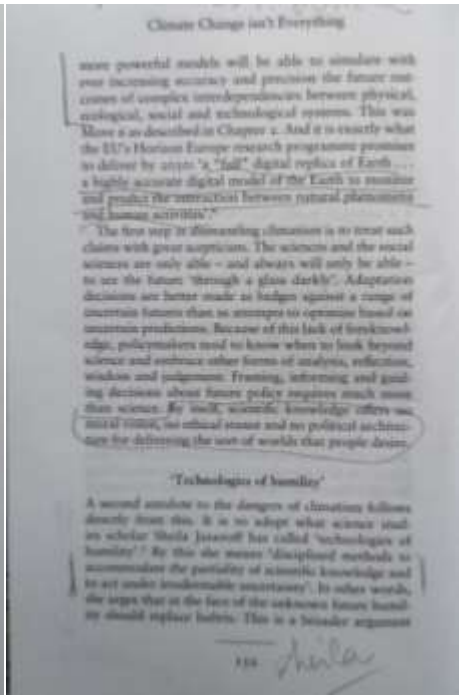 Climate Change isn't Everything
more powerful models will be able to simulate with
ever increasing accuracy and precision the future out-
comes of complex interdependencies between physical,
ecological, social and technological systems. This was
Move 6 as described in Chapter 2. And it is exactly what
the EU's Horizon Europe research programme promises
to deliver by 'a "full" digital replica of Earth …
a highly accurate digital model of the Earth to monitor
and predict the interaction between natural phenomena
and human activities'.
The first step in dismantling climatism is to treat such
claims with great scepticism. The sciences and the social
sciences are only able – and always will only be able –
to see the future 'through a glass darkly'. Adaptation
decisions are better made as hedges against a range of
uncertain futures than as attempts to optimise based on
uncertain predictions. Because of this lack of foreknowl-
edge, policymakers need to know when to look beyond
science and embrace other forms of analysis, reflection,
wisdom and judgement. Framing, informing and guid-
ing decisions about future policy requires much more
than science. By itself, scientific knowledge offers no
moral vision, no ethical stance and no political architec-
ture for delivering the sort of worlds that people desire.
'Technologies of humility'
A second antidote to the dangers of climatism follows
directly from this. It is to adopt what science stud-
ies scholar Sheila Jasanoff has called 'technologies of
humility'. By this she means 'disciplined methods to
accommodate the partiality of scientific knowledge and
to act under irredeemable uncertainty'. In other words,
she urges that in the face of the unknown future humil-
ity should replace hubris. This is a broader argument
Sheila